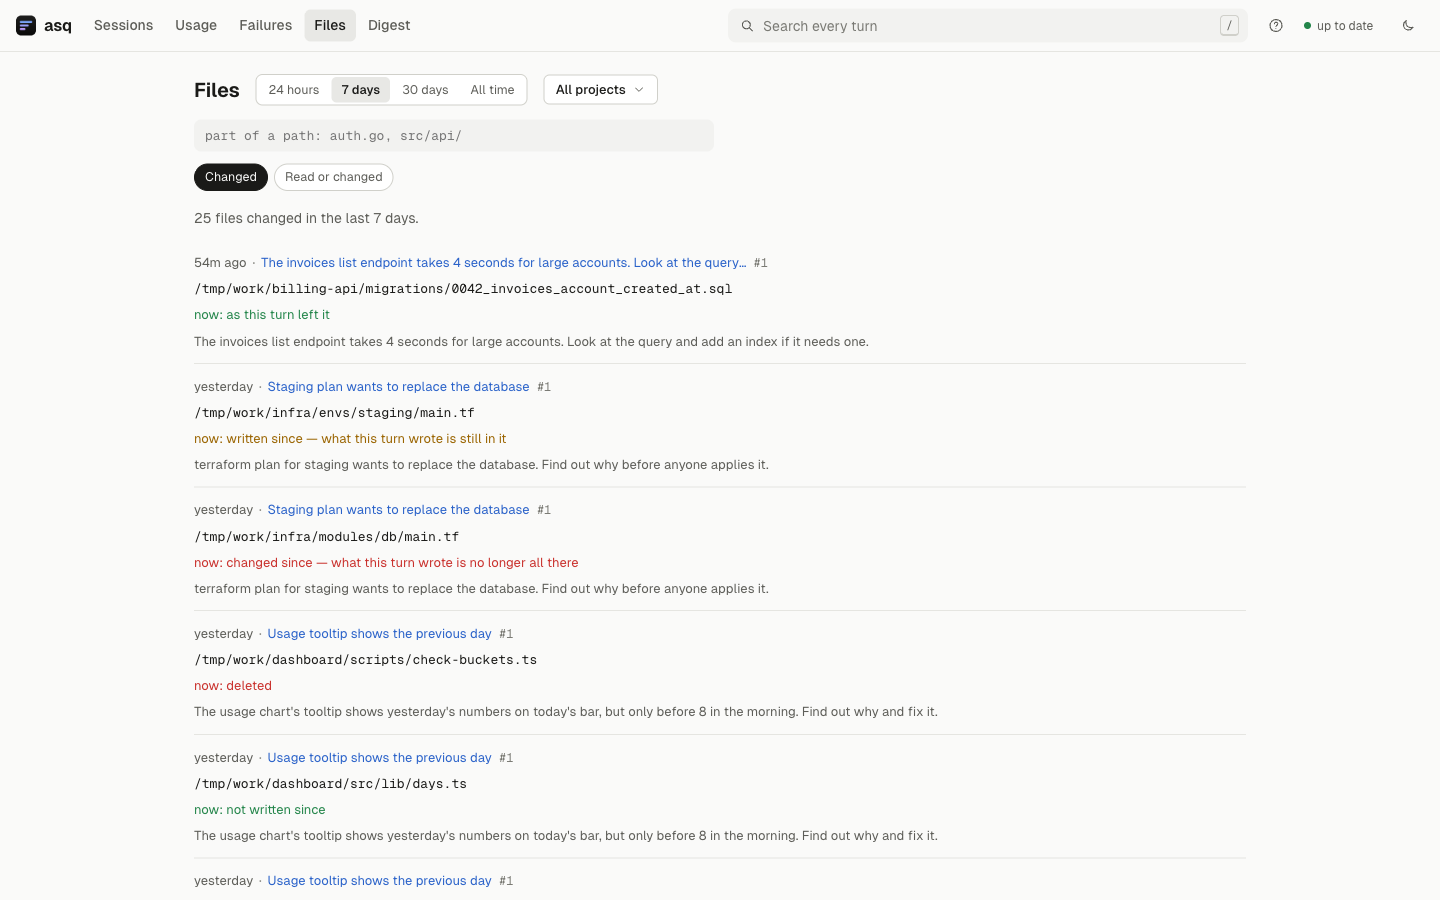 asq Sessions Usage Failures Files Digest Search every turn / up to date
Files 24 hours 7 days 30 days All time All projects
part of a path: auth.go, src/api/
Changed Read or changed
25 files changed in the last 7 days.
54m ago · The invoices list endpoint takes 4 seconds for large accounts. Look at the query… #1
/tmp/work/billing-api/migrations/0042_invoices_account_created_at.sql
now: as this turn left it
The invoices list endpoint takes 4 seconds for large accounts. Look at the query and add an index if it needs one.
yesterday · Staging plan wants to replace the database #1
/tmp/work/infra/envs/staging/main.tf
now: written since — what this turn wrote is still in it
terraform plan for staging wants to replace the database. Find out why before anyone applies it.
yesterday · Staging plan wants to replace the database #1
/tmp/work/infra/modules/db/main.tf
now: changed since — what this turn wrote is no longer all there
terraform plan for staging wants to replace the database. Find out why before anyone applies it.
yesterday · Usage tooltip shows the previous day #1
/tmp/work/dashboard/scripts/check-buckets.ts
now: deleted
The usage chart's tooltip shows yesterday's numbers on today's bar, but only before 8 in the morning. Find out why and fix it.
yesterday · Usage tooltip shows the previous day #1
/tmp/work/dashboard/src/lib/days.ts
now: not written since
The usage chart's tooltip shows yesterday's numbers on today's bar, but only before 8 in the morning. Find out why and fix it.
yesterday · Usage tooltip shows the previous day #1